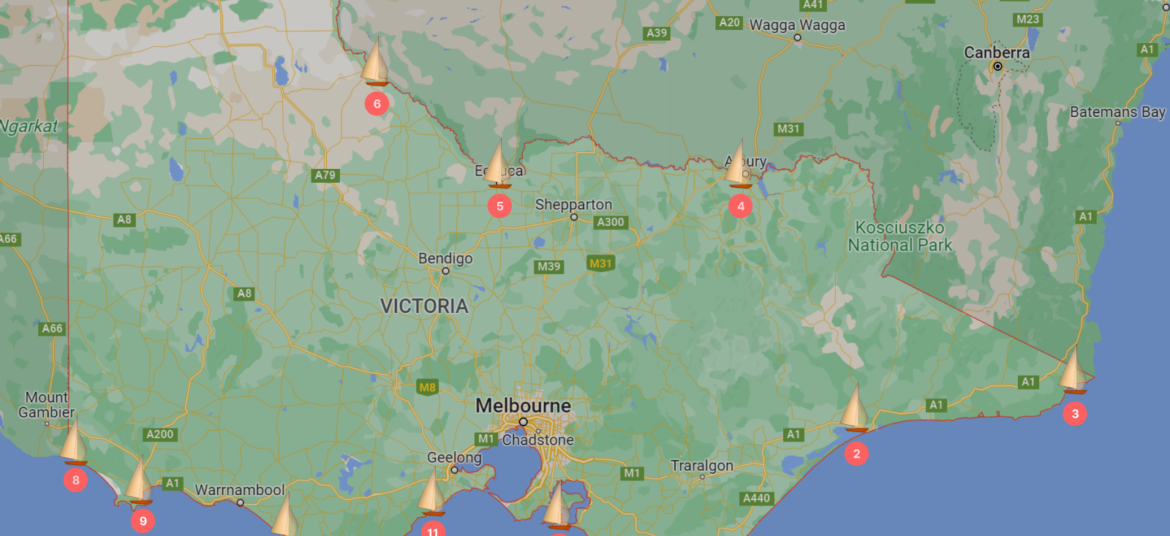 A41
A20
Wagga Wagga
M23
A39
Canberra
A1
6
Batemans Bay
Ngarkat
M31
A79
5
Shepparton
4
A8
A300
A1
Kosciuszko
National Park
A66
Bendigo
M39
M31
A8
VICTORIA
A66
M8
A1
Mount
Gambier
Melbourne
A1
3
A200
M1
Chadstone
A1
2
Geelong
M1
Traralgon
8
A1
Warrnambool
A440
9
11